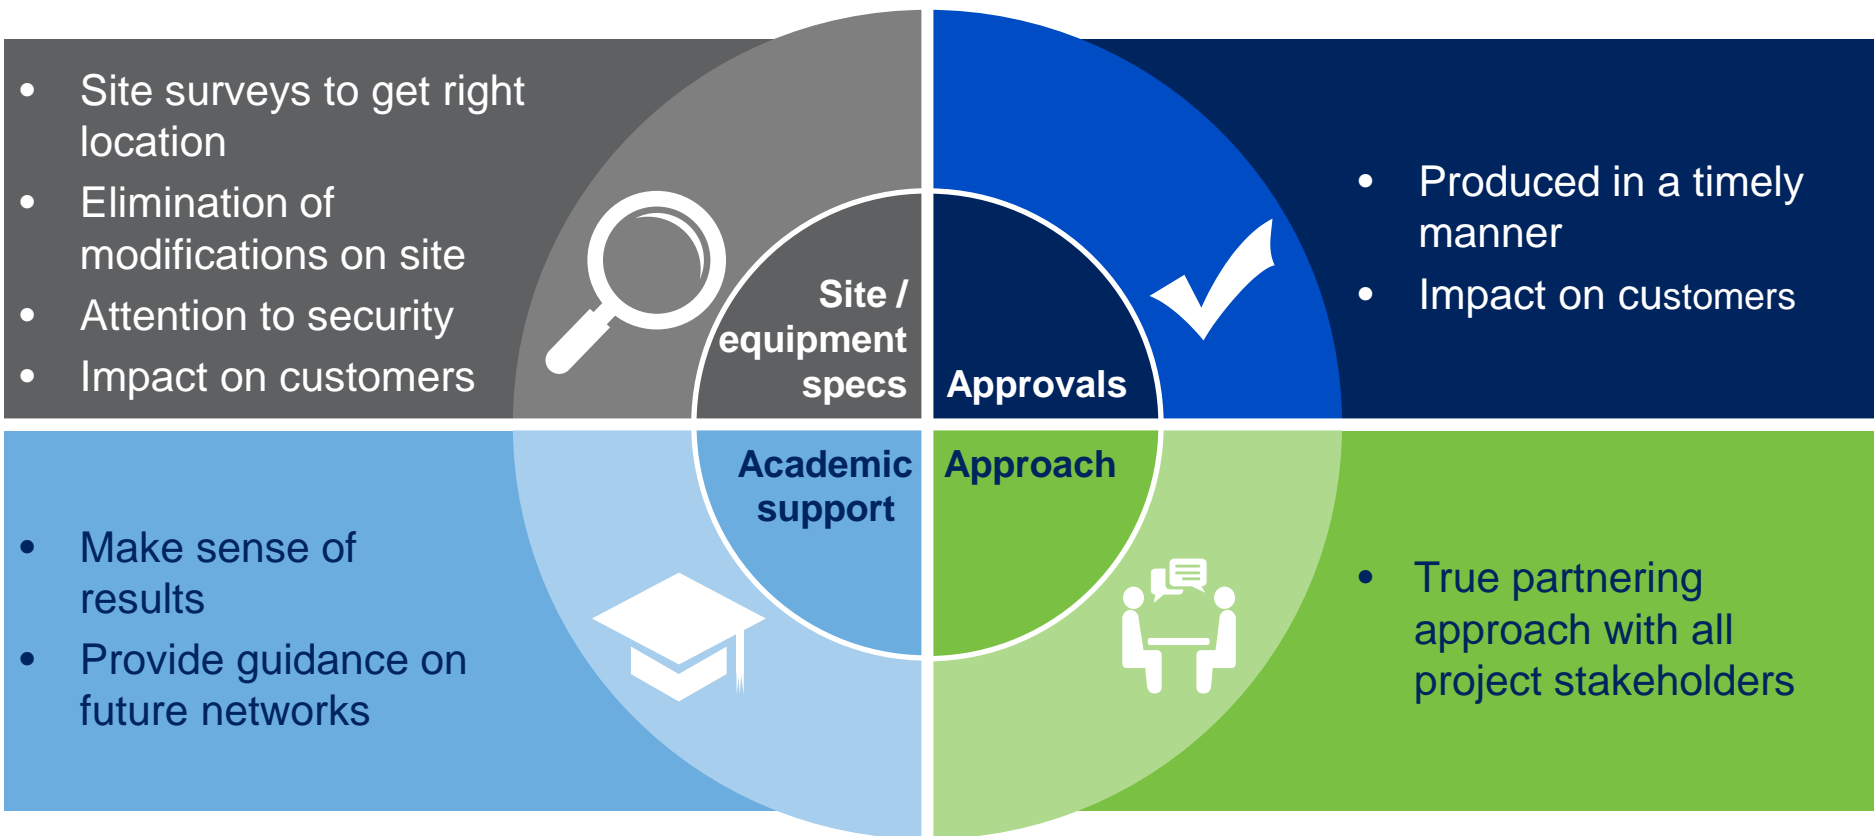 • Site surveys to get right
location
• Elimination of
modifications on site
• Attention to security
• Impact on customers
Site /
equipment
specs
Approvals
• Produced in a timely
manner
• Impact on customers
• Make sense of
results
• Provide guidance on
future networks
Academic
support
Approach
• True partnering
approach with all
project stakeholders